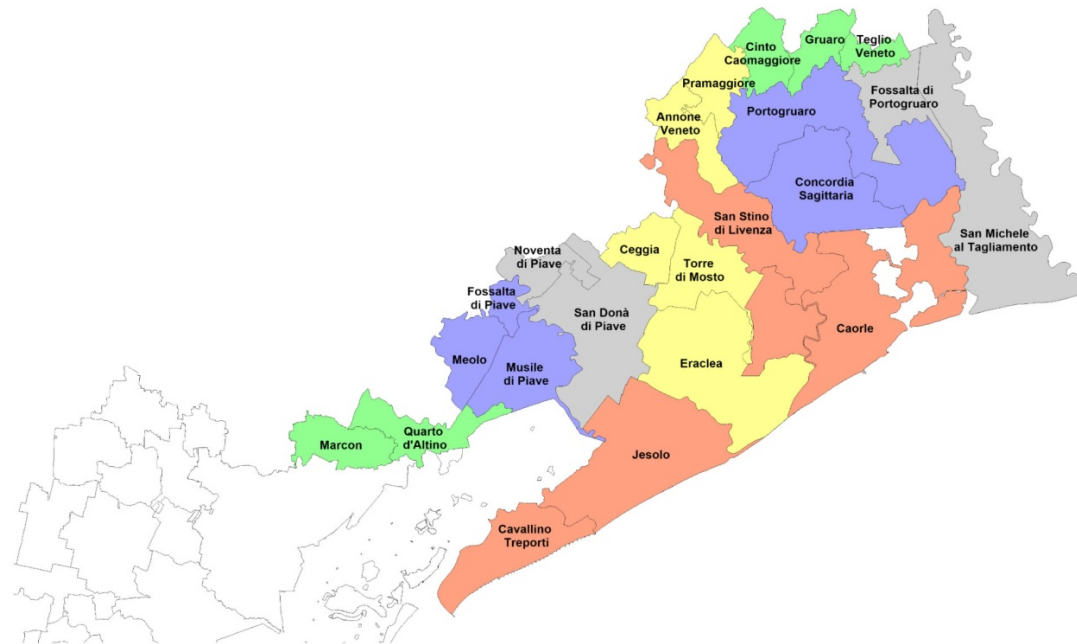 Cinto
Caomaggiore
Gruaro
Teglio
Veneto
Pramaggiore
Fossalta di
Portogruaro
Portogruaro
Annone
Veneto
Concordia
Sagittaria
San Stino
di Livenza
San Michele
al Tagliamento
Noventa
di Piave
Ceggia
Torre
di Mosto
Fossalta
di Piave
San Donà
di Piave
Caorle
Meolo
Musile
di Piave
Eraclea
Marcon
Quarto
d'Altino
Jesolo
Cavallino
Treporti